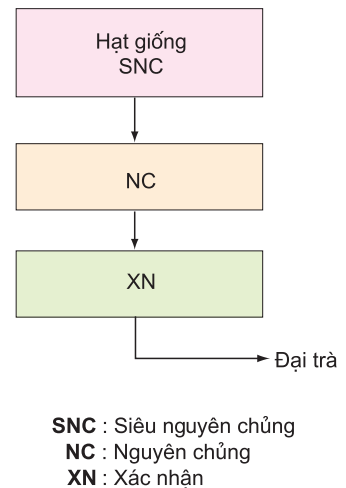 Hạt giống
SNC
NC
XN
Đại trà
SNC : Siêu nguyên chủng
NC : Nguyên chủng
XN : Xác nhận